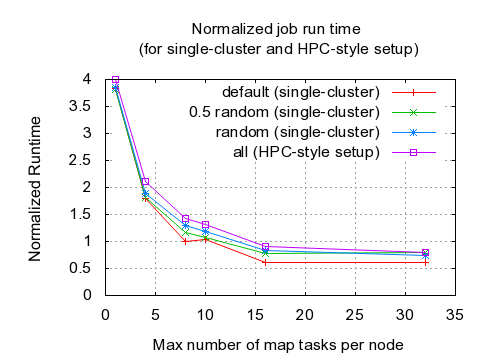 Normalized job run time
(for single-cluster and HPC-style setup)
4
3.5
3
2.5
2
1.5
1
0.5
0
Normalized Runtime
default (single-cluster)
0.5 random (single-cluster)
random (single-cluster)
all (HPC-style setup)
0 5 10 15 20 25 30 35
Max number of map tasks per node